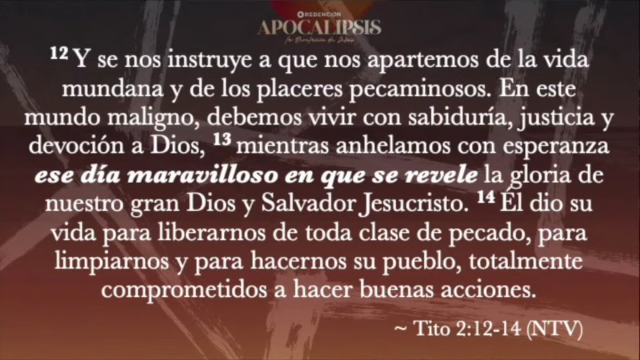 REDENCIÓN
APOCALIPSIS
12 Y se nos instruye a que nos apartemos de la vida
mundana y de los placeres pecaminosos. En este
mundo maligno, debemos vivir con sabiduría, justicia y
devoción a Dios, 13 mientras anhelamos con esperanza
ese día maravilloso en que se revele la gloria de
nuestro gran Dios y Salvador Jesucristo. 14 Él dio su
vida para liberarnos de toda clase de pecado, para
limpiarnos y para hacernos su pueblo, totalmente
comprometidos a hacer buenas acciones.
~ Tito 2:12-14 (NTV)